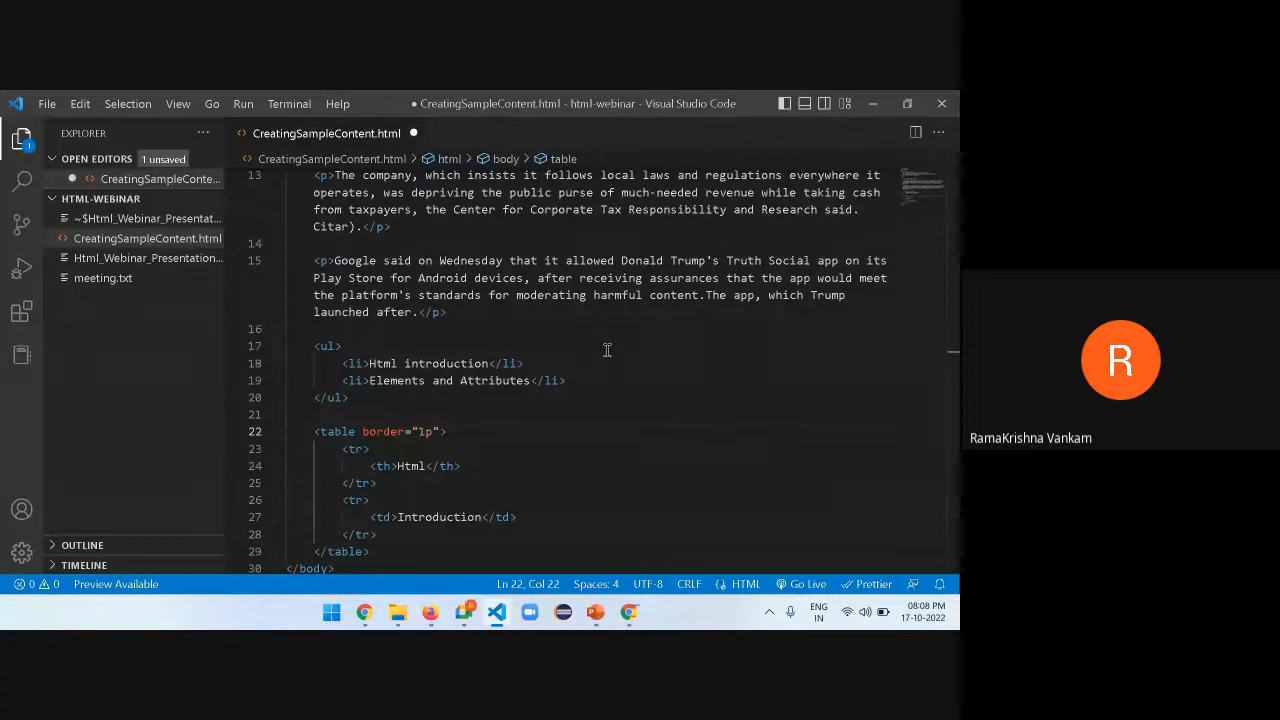 File Edit Selection View Go Run Terminal Help
● CreatingSampleContent.html - html-webinar - Visual Studio Code
EXPLORER
OPEN EDITORS 1 unsaved
CreatingSampleConte...
HTML-WEBINAR
~$Html_Webinar_Presentat...
CreatingSampleContent.html
Html_Webinar_Presentation...
meeting.txt
OUTLINE
TIMELINE
CreatingSampleContent.html
CreatingSampleContent.html > html > body > table
13 <p>The company, which insists it follows local laws and regulations everywhere it
operates, was depriving the public purse of much-needed revenue while taking cash
from taxpayers, the Center for Corporate Tax Responsibility and Research said.
Citar).</p>
14
15 <p>Google said on Wednesday that it allowed Donald Trump's Truth Social app on its
Play Store for Android devices, after receiving assurances that the app would meet
the platform's standards for moderating harmful content.The app, which Trump
launched after.</p>
16
17 <ul>
18 <li>Html introduction</li>
19 <li>Elements and Attributes</li>
20 </ul>
21
22 <table border="1p">
23 <tr>
24 <th>Html</th>
25 </tr>
26 <tr>
27 <td>Introduction</td>
28 </tr>
29 </table>
30 </body>
1
0 0 Preview Available
Ln 22, Col 22 Spaces: 4 UTF-8 CRLF HTML Go Live Prettier
8
ENG
IN
08:08 PM
17-10-2022
R
RamaKrishna Vankam